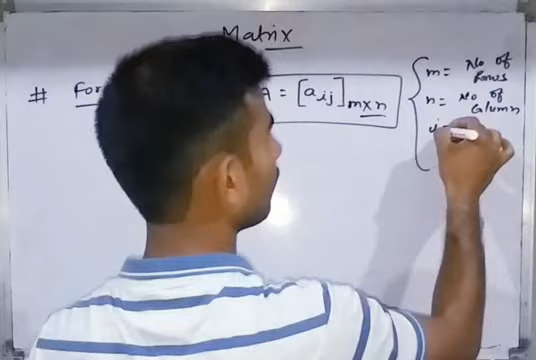 Matrix
# For A = [aij]m×n
m = No of Rows
n = No of Column
i